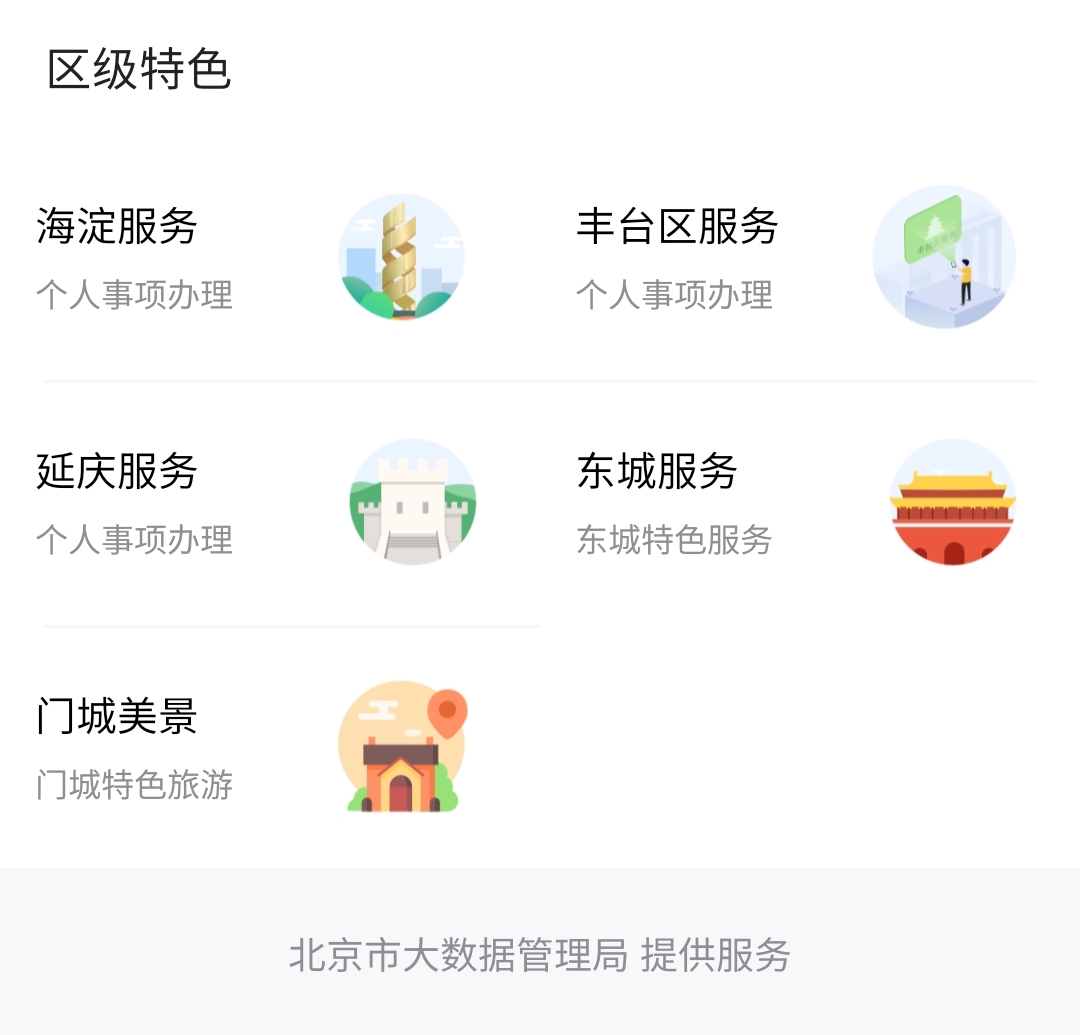 区级特色
海淀服务
个人事项办理
丰台区服务
个人事项办理
延庆服务
个人事项办理
东城服务
东城特色服务
门城美景
门城特色旅游
北京市大数据管理局 提供服务